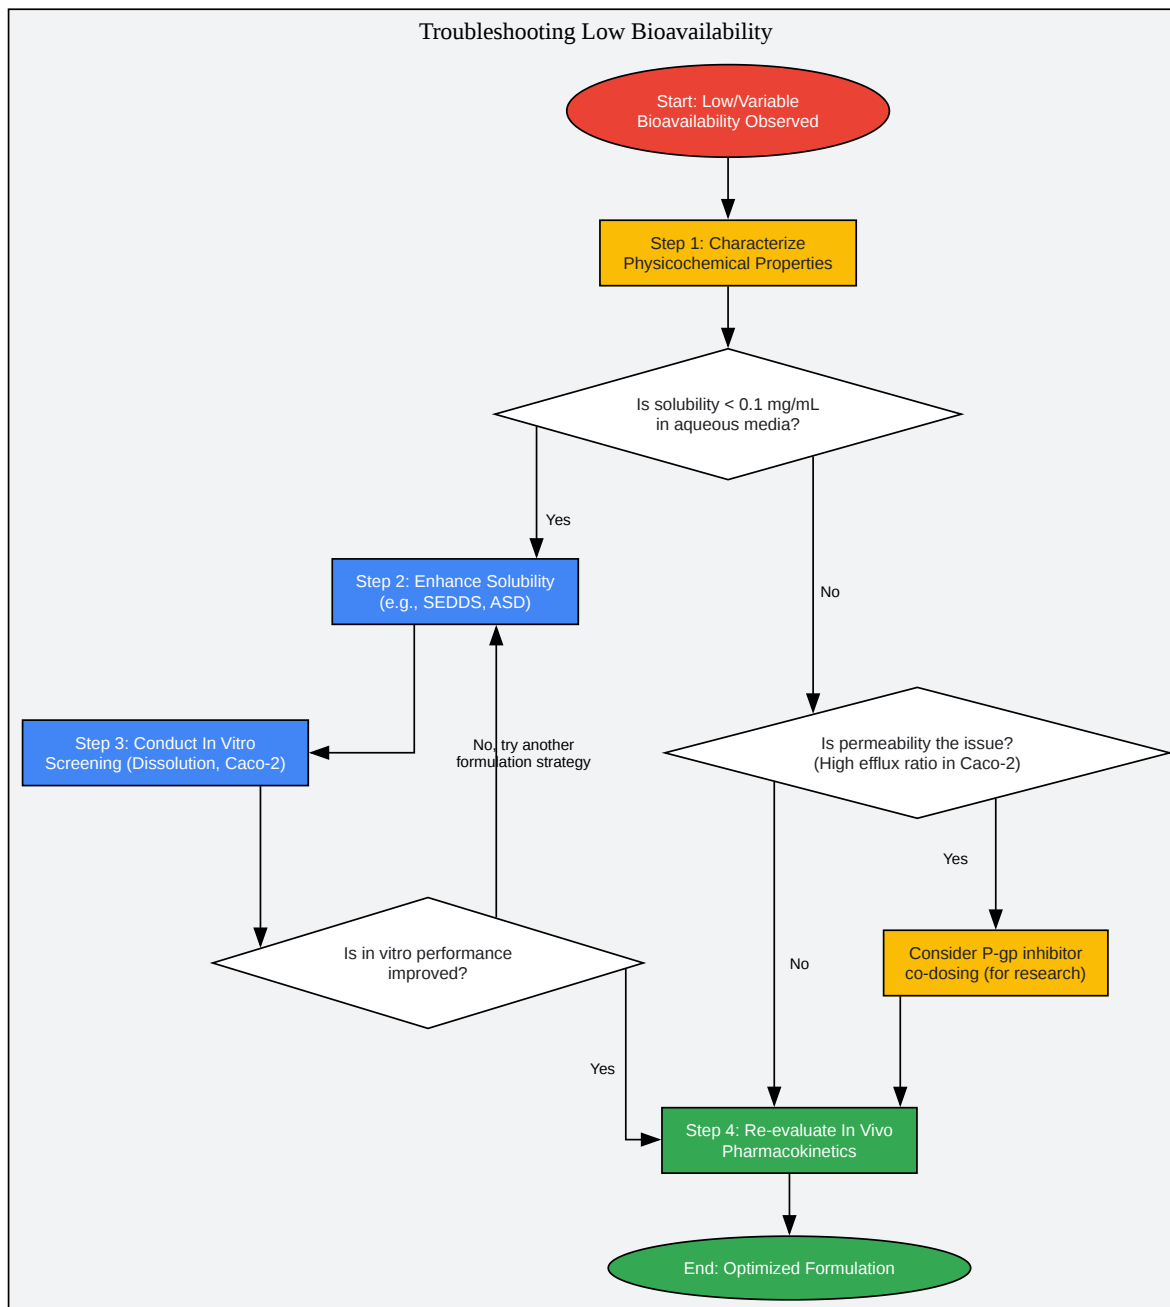 Troubleshooting Low Bioavailability
Start: Low/Variable
Bioavailability Observed
Step 1: Characterize
Physicochemical Properties
Is solubility < 0.1 mg/mL
in aqueous media?
Yes
No
Step 2: Enhance Solubility
(e.g., SEDDS, ASD)
Step 3: Conduct In Vitro
Screening (Dissolution, Caco-2)
No, try another
formulation strategy
Is permeability the issue?
(High efflux ratio in Caco-2)
Yes
Is in vitro performance
improved?
No
Consider P-gp inhibitor
co-dosing (for research)
Yes
Step 4: Re-evaluate In Vivo
Pharmacokinetics
End: Optimized Formulation